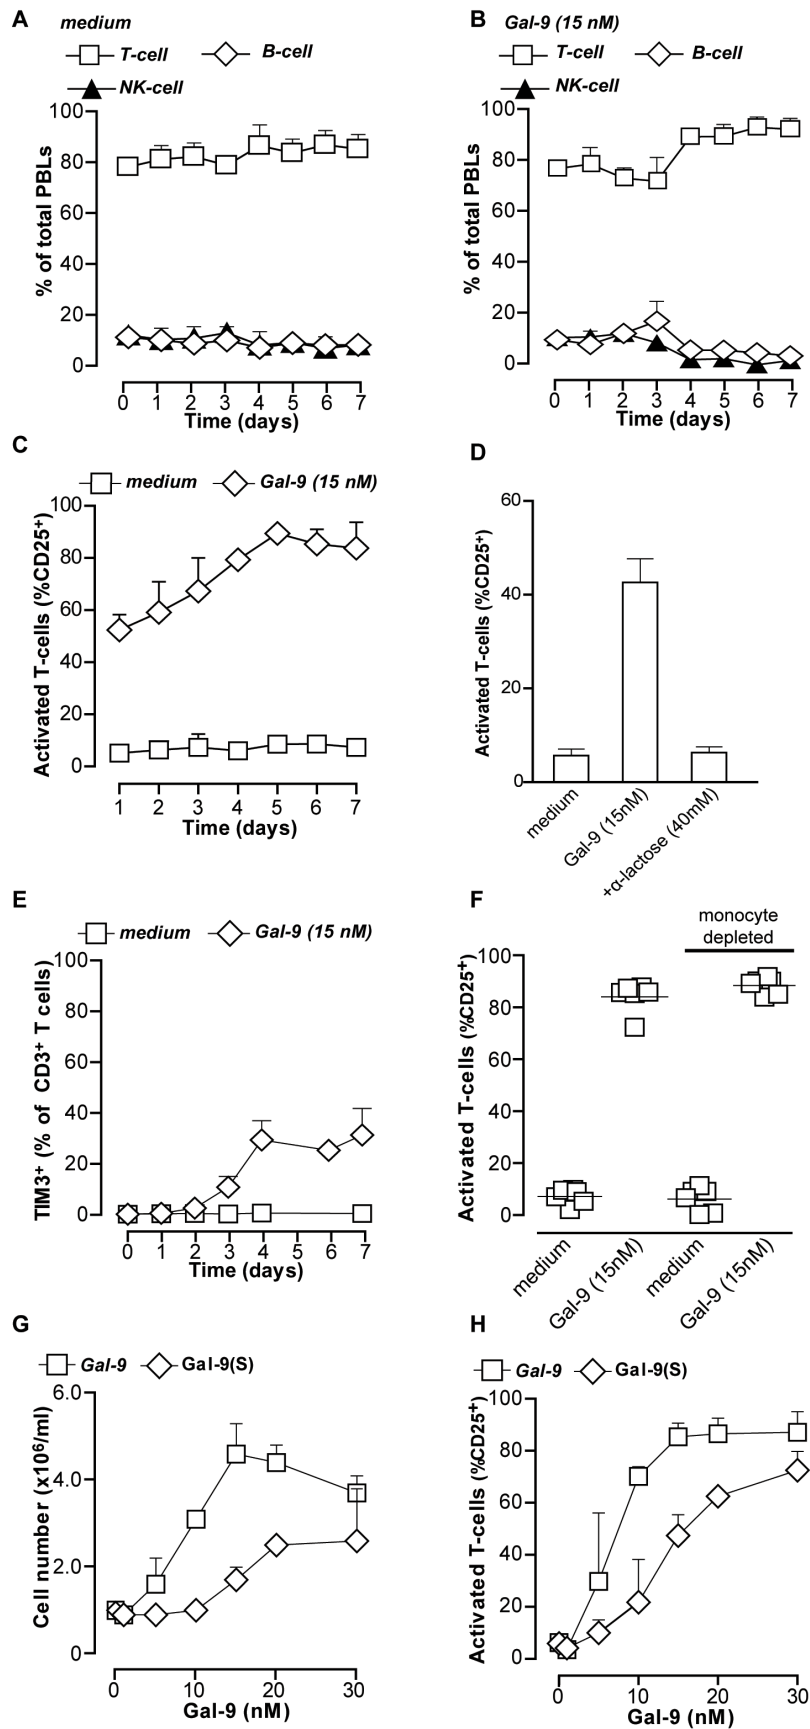 A
medium
T-cell
B-cell
NK-cell
100
80
60
40
20
0
% of total PBLs
0 1 2 3 4 5 6 7
Time (days)
B
Gal-9 (15 nM)
T-cell
B-cell
NK-cell
100
80
60
40
20
0
% of total PBLs
0 1 2 3 4 5 6 7
Time (days)
C
medium
Gal-9 (15 nM)
100
80
60
40
20
0
Activated T-cells (%CD25⁺)
1 2 3 4 5 6 7
Time (days)
D
60
40
20
0
Activated T-cells (%CD25⁺)
medium
Gal-9 (15nM)
+α-lactose (40mM)
E
medium
Gal-9 (15 nM)
100
80
60
40
20
0
TIM3⁺ (% of CD3⁺ T cells)
0 1 2 3 4 5 6 7
Time (days)
F
monocyte
depleted
100
80
60
40
20
0
Activated T-cells (%CD25⁺)
medium
Gal-9 (15nM)
medium
Gal-9 (15nM)
G
Gal-9
Gal-9(S)
6.0
4.0
2.0
0
Cell number (x10⁶/ml)
0 10 20 30
Gal-9 (nM)
H
Gal-9
Gal-9(S)
100
80
60
40
20
0
Activated T-cells (%CD25⁺)
0 10 20 30
Gal-9 (nM)